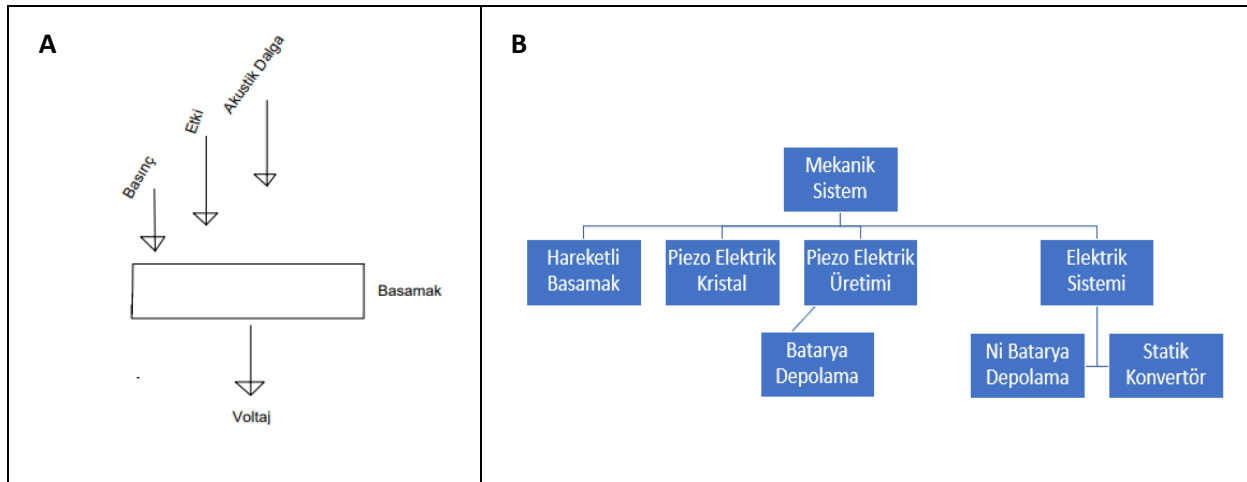 A
Akustik Dalga
Etki
Basınç
Basamak
Voltaj
B
Mekanik
Sistem
Hareketli
Basamak
Piezo Elektrik
Kristal
Piezo Elektrik
Üretimi
Elektrik
Sistemi
Batarya
Depolama
Ni Batarya
Depolama
Statik
Konvertör